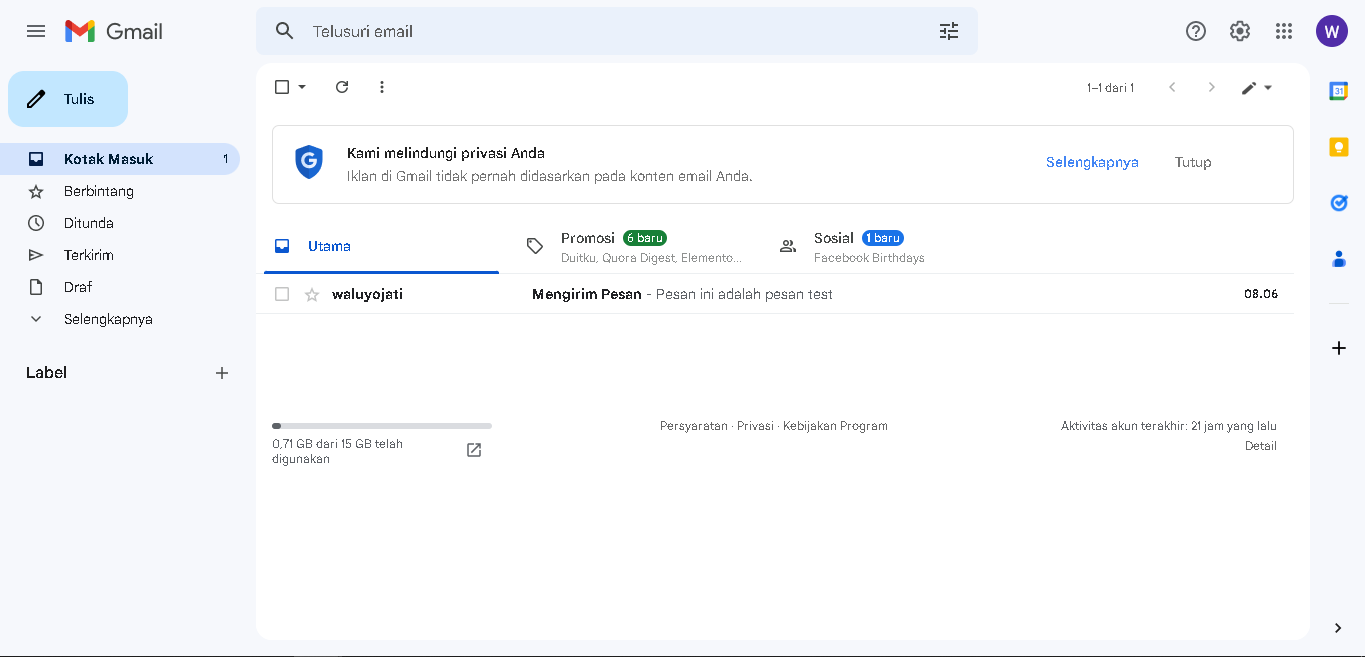 Gmail
Telusuri email
W
Tulis
1–1 dari 1
31
Kotak Masuk 1
Berbintang
Ditunda
Terkirim
Draf
Selengkapnya
Label
G
Kami melindungi privasi Anda
Iklan di Gmail tidak pernah didasarkan pada konten email Anda.
Selengkapnya Tutup
Utama
Promosi 6 baru
Duitku, Quora Digest, Elemento...
Sosial 1 baru
Facebook Birthdays
waluyojati Mengirim Pesan - Pesan ini adalah pesan test 08.06
0,71 GB dari 15 GB telah
digunakan
Persyaratan · Privasi · Kebijakan Program
Aktivitas akun terakhir: 21 jam yang lalu
Detail